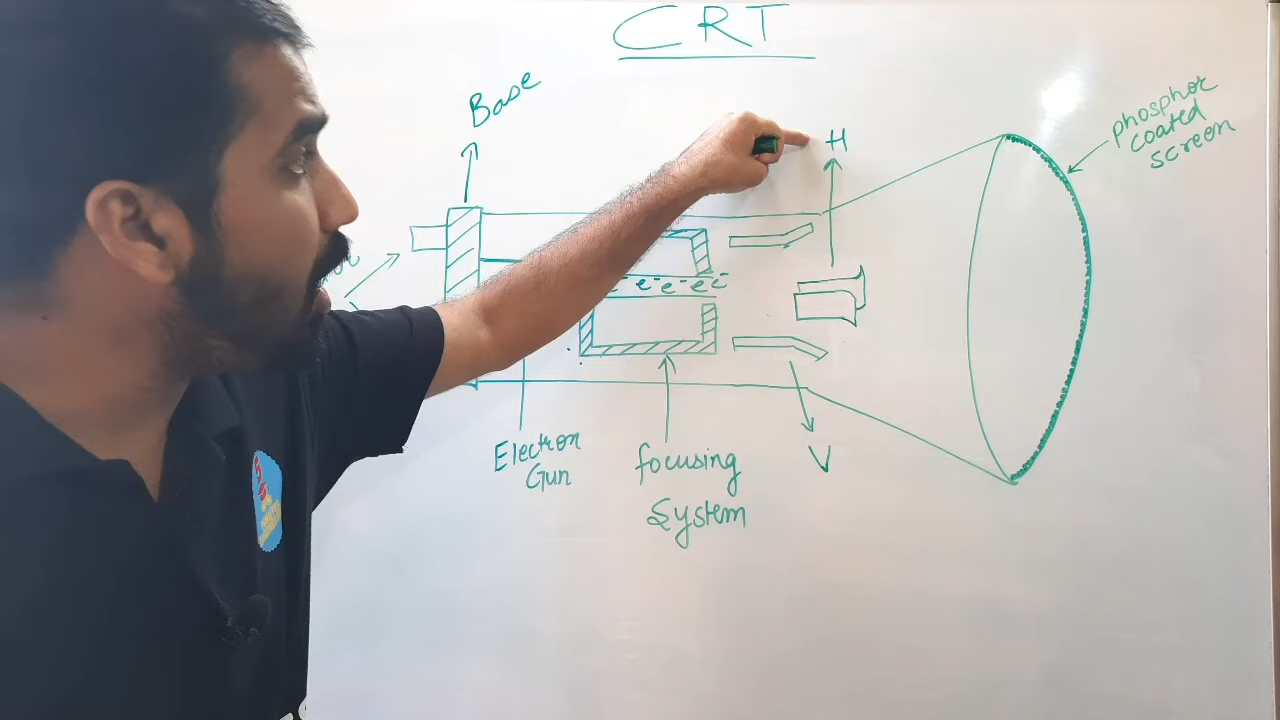 CRT
Base
H
phosphor
coated
screen
e⁻ e⁻ e⁻ e⁻
Electron
Gun
focusing
System
V